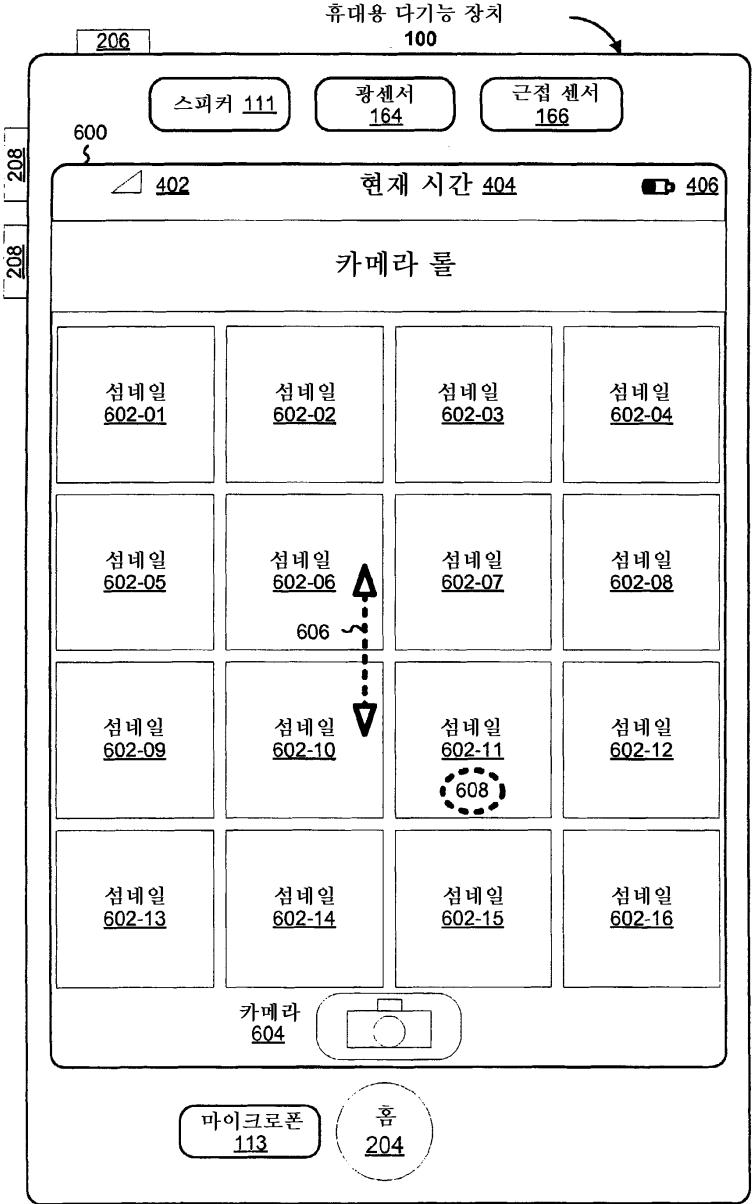 휴대용 다기능 장치
100
206
스피커 111
광센서
164
근접 센서
166
600
208
208
402
현재 시간 404
406
카메라 롤
섬네일
602-01
섬네일
602-02
섬네일
602-03
섬네일
602-04
섬네일
602-05
섬네일
602-06
섬네일
602-07
섬네일
602-08
606
섬네일
602-09
섬네일
602-10
섬네일
602-11
608
섬네일
602-12
섬네일
602-13
섬네일
602-14
섬네일
602-15
섬네일
602-16
카메라
604
마이크로폰
113
홈
204